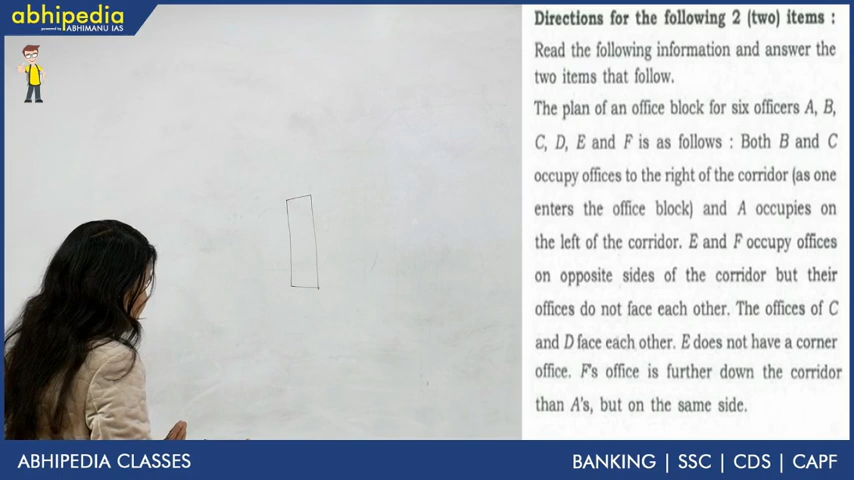 abhipedia
powered by ABHIMANU IAS
Directions for the following 2 (two) items :
Read the following information and answer the
two items that follow.
The plan of an office block for six officers A, B,
C, D, E and F is as follows : Both B and C
occupy offices to the right of the corridor (as one
enters the office block) and A occupies on
the left of the corridor. E and F occupy offices
on opposite sides of the corridor but their
offices do not face each other. The offices of C
and D face each other. E does not have a corner
office. F's office is further down the corridor
than A's, but on the same side.
ABHIPEDIA CLASSES
BANKING | SSC | CDS | CAPF